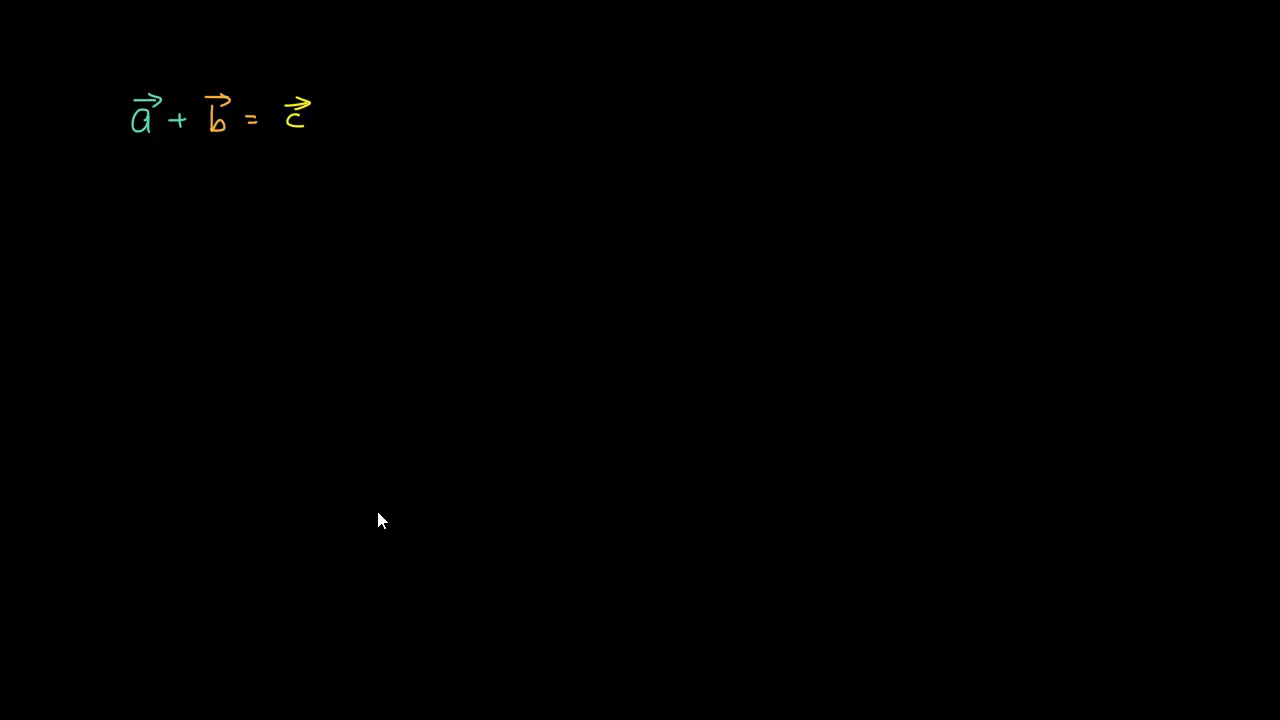 a⃗ + b⃗ = c⃗